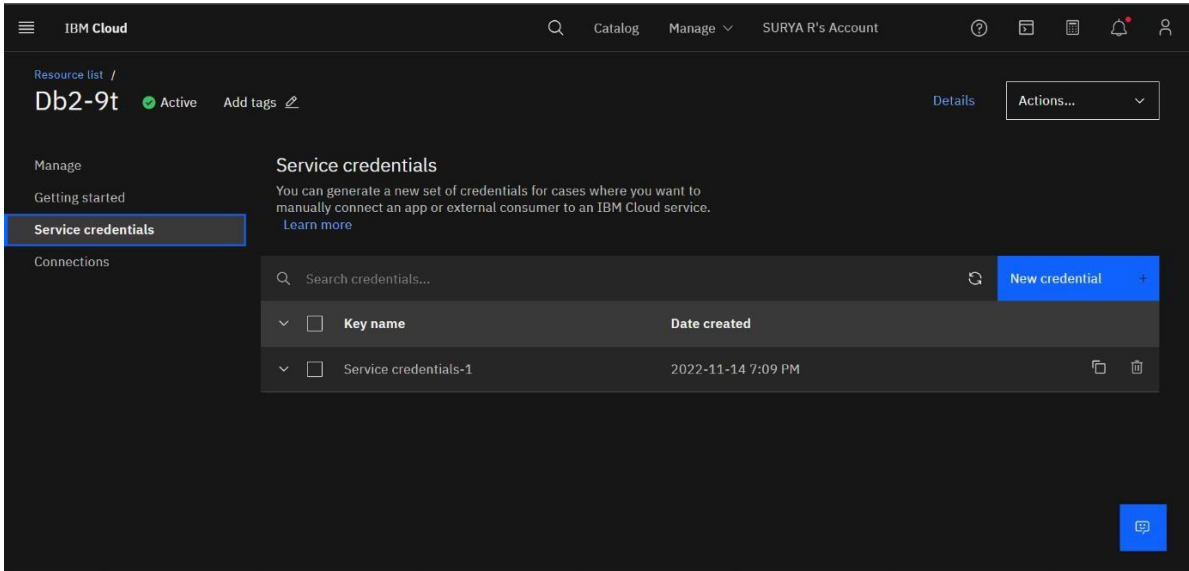 IBM Cloud Catalog Manage SURYA R's Account
Resource list /
Db2-9t Active Add tags Details Actions...
Manage
Getting started
Service credentials
Connections
Service credentials
You can generate a new set of credentials for cases where you want to
manually connect an app or external consumer to an IBM Cloud service.
Learn more
Search credentials... New credential +
Key name Date created
Service credentials-1 2022-11-14 7:09 PM